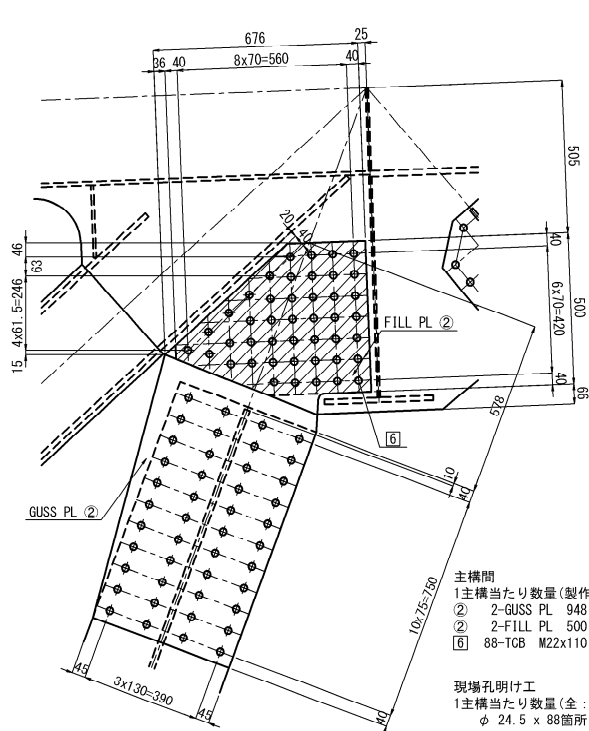 676
25
36
40
8x70=560
40
505
20
40
46
63
4x61.5=246
15
40
6x70=420
500
40
66
FILL PL ②
578
6
10
40
GUSS PL ②
10x75=750
40
45
3x130=390
45
主構間
1主構当たり数量(製作
② 2-GUSS PL 948
② 2-FILL PL 500
6 88-TCB M22x110
現場孔明け工
1主構当たり数量(全:
φ 24.5 x 88箇所